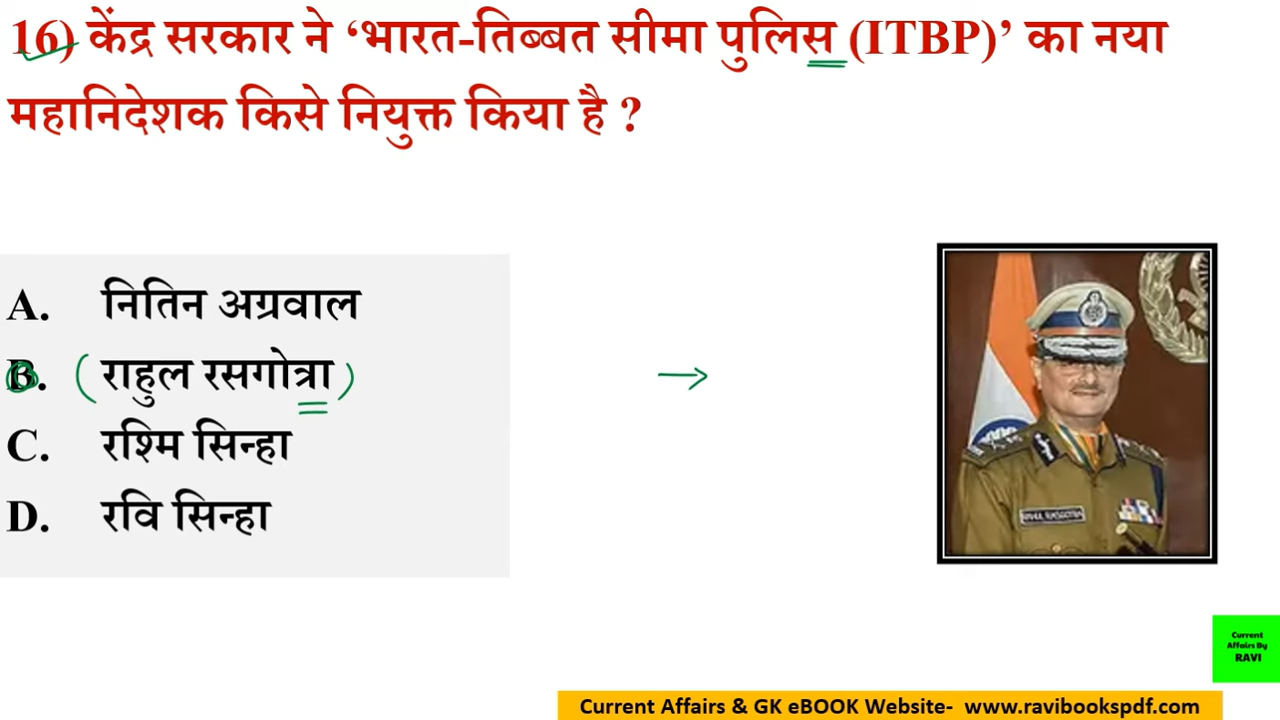 16) केंद्र सरकार ने ‘भारत-तिब्बत सीमा पुलिस (ITBP)’ का नया
महानिदेशक किसे नियुक्त किया है ?
A. नितिन अग्रवाल
B. (राहुल रसगोत्रा)
C. रश्मि सिन्हा
D. रवि सिन्हा
Current
Affairs By
RAVI
Current Affairs & GK eBOOK Website- www.ravibookspdf.com